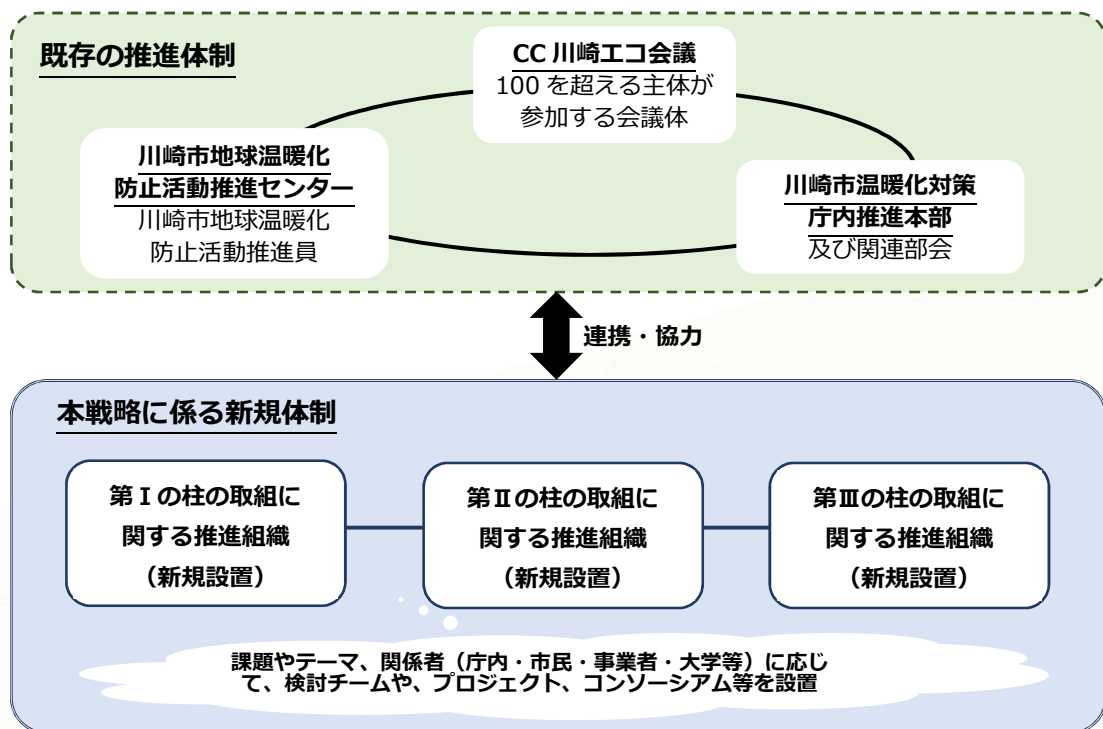 既存の推進体制
CC 川崎エコ会議
100 を超える主体が
参加する会議体
川崎市地球温暖化
防止活動推進センター
川崎市地球温暖化
防止活動推進員
川崎市温暖化対策
庁内推進本部
及び関連部会
連携・協力
本戦略に係る新規体制
第Ⅰの柱の取組に
関する推進組織
（新規設置）
第Ⅱの柱の取組に
関する推進組織
（新規設置）
第Ⅲの柱の取組に
関する推進組織
（新規設置）
課題やテーマ、関係者（庁内・市民・事業者・大学等）に応じ
て、検討チームや、プロジェクト、コンソーシアム等を設置